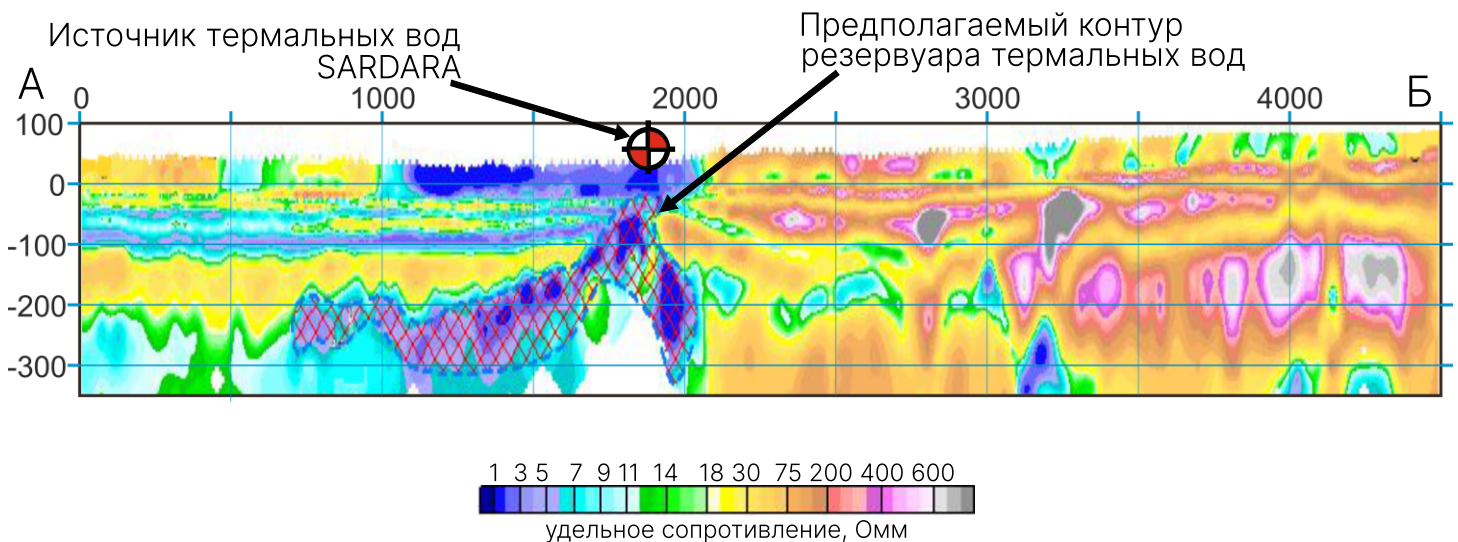 Источник термальных вод
SARDARA
Предполагаемый контур
резервуара термальных вод
А
Б
0 1000 2000 3000 4000
100
0
-100
-200
-300
1 3 5 7 9 11 14 18 30 75 200 400 600
удельное сопротивление, Омм